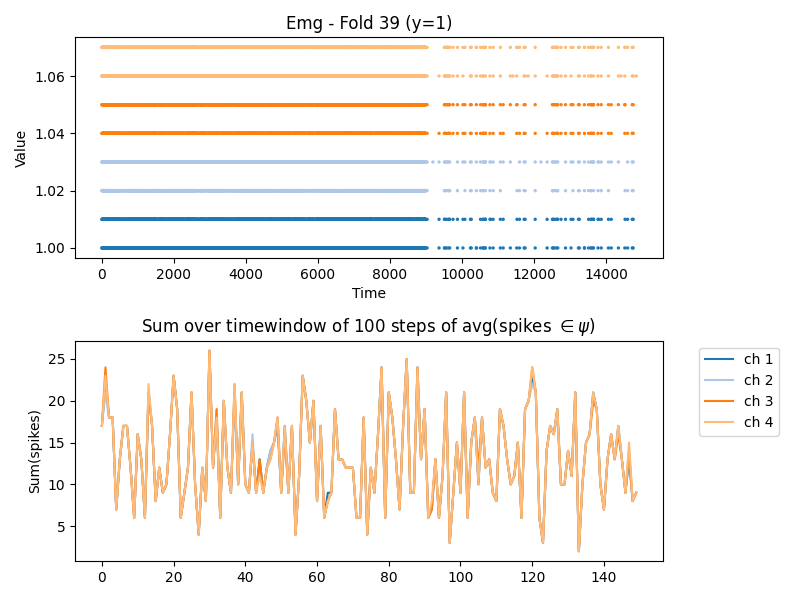 Emg - Fold 39 (y=1)
1.06
1.04
1.02
1.00
Value
0 2000 4000 6000 8000 10000 12000 14000
Time
Sum over timewindow of 100 steps of avg(spikes ∈ψ)
25
20
15
10
5
Sum(spikes)
0 20 40 60 80 100 120 140
ch 1
ch 2
ch 3
ch 4